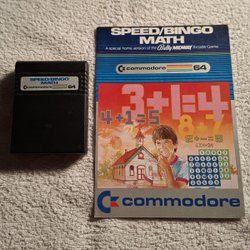 SPEED/BINGO
MATH
commodore 64
SPEED/BINGO
MATH
A special home version of the Bally MIDWAY Arcade Game.
commodore 64
3+1=4
4+1=5
8
commodore